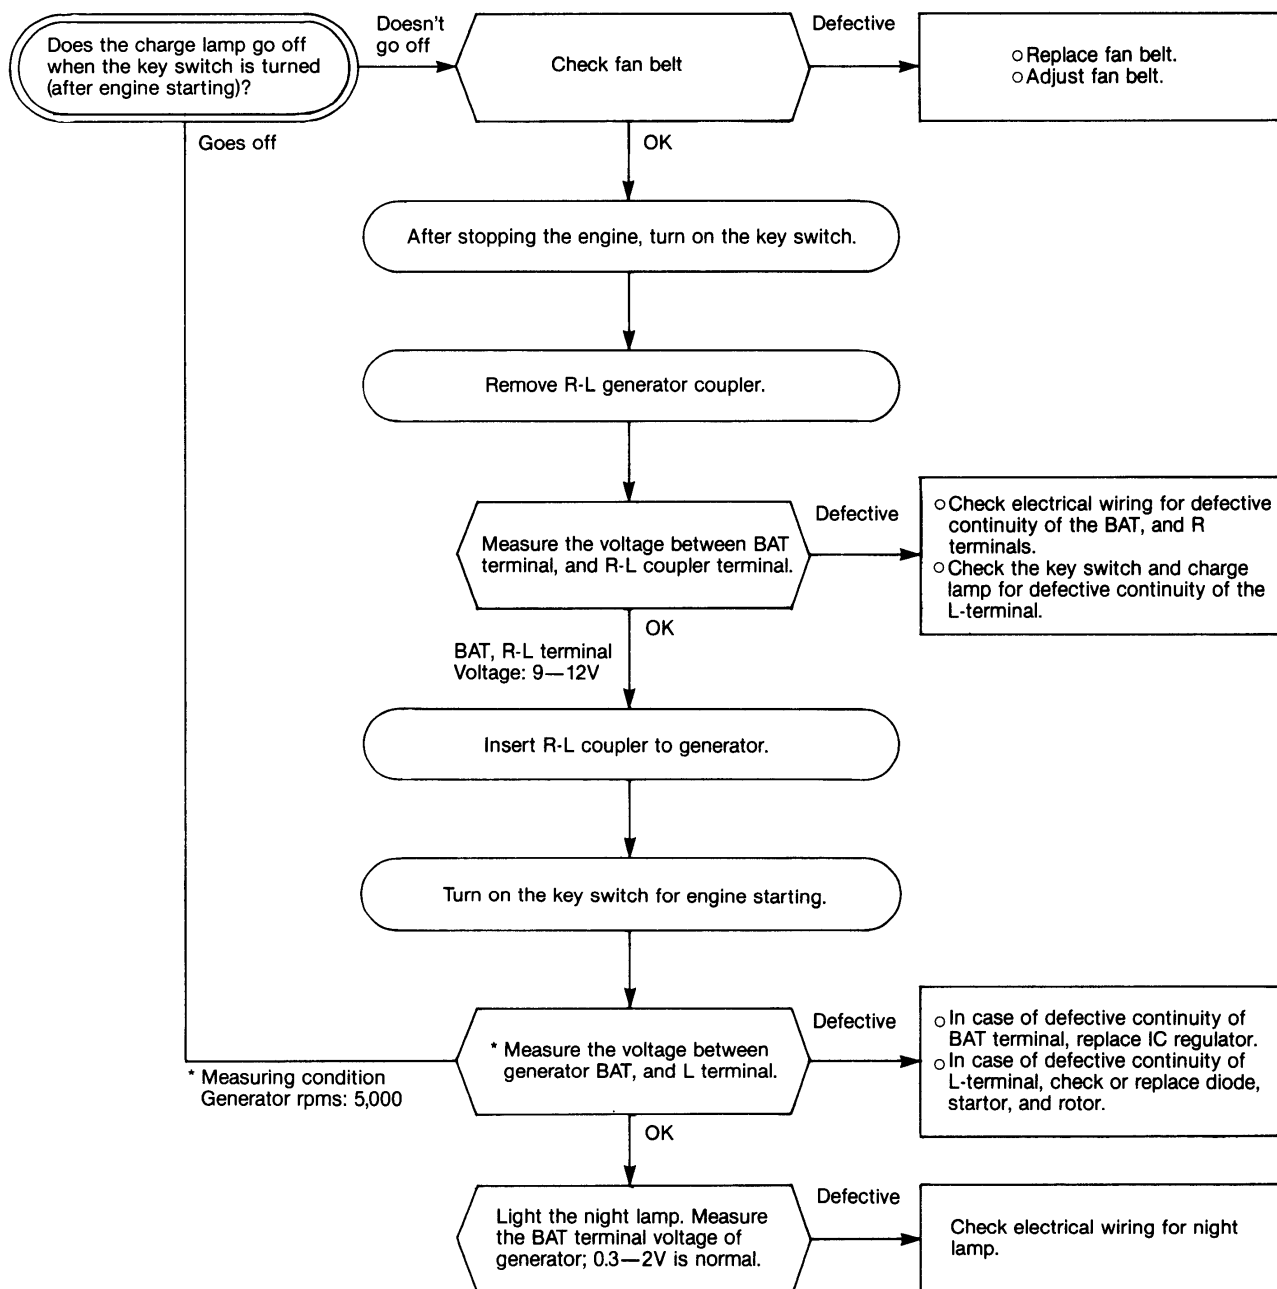 Does the charge lamp go off
when the key switch is turned
(after engine starting)?
Doesn't
go off
Check fan belt
Defective
○ Replace fan belt.
○ Adjust fan belt.
Goes off
OK
After stopping the engine, turn on the key switch.
Remove R-L generator coupler.
Measure the voltage between BAT
terminal, and R-L coupler terminal.
Defective
○ Check electrical wiring for defective
continuity of the BAT, and R
terminals.
○ Check the key switch and charge
lamp for defective continuity of the
L-terminal.
OK
BAT, R-L terminal
Voltage: 9—12V
Insert R-L coupler to generator.
Turn on the key switch for engine starting.
* Measure the voltage between
generator BAT, and L terminal.
Defective
○ In case of defective continuity of
BAT terminal, replace IC regulator.
○ In case of defective continuity of
L-terminal, check or replace diode,
startor, and rotor.
* Measuring condition
Generator rpms: 5,000
OK
Light the night lamp. Measure
the BAT terminal voltage of
generator; 0.3—2V is normal.
Defective
Check electrical wiring for night
lamp.